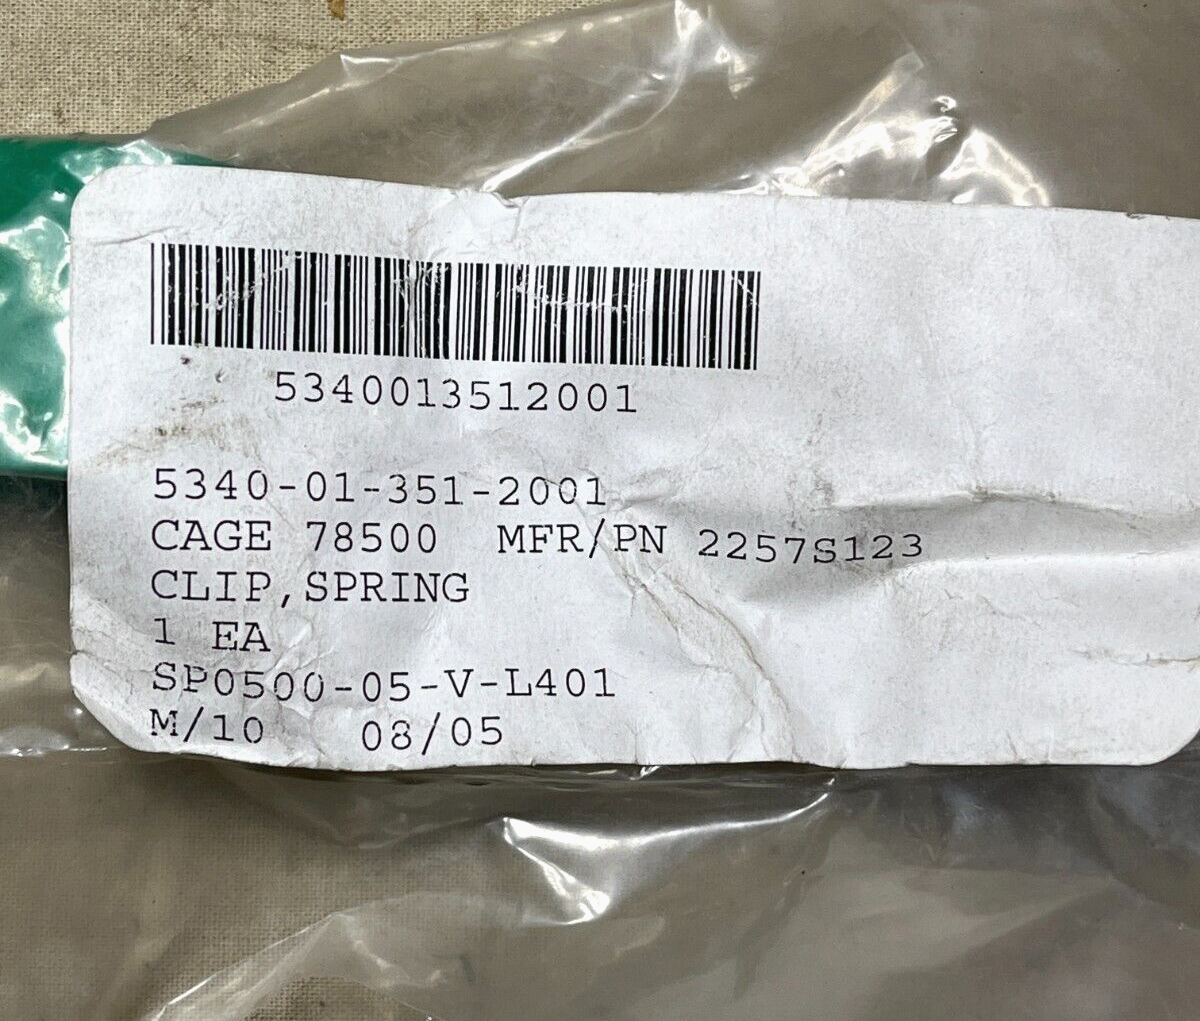 5340013512001
5340-01-351-2001
CAGE 78500 MFR/PN 2257S123
CLIP,SPRING
1 EA
SP0500-05-V-L401
M/10 08/05